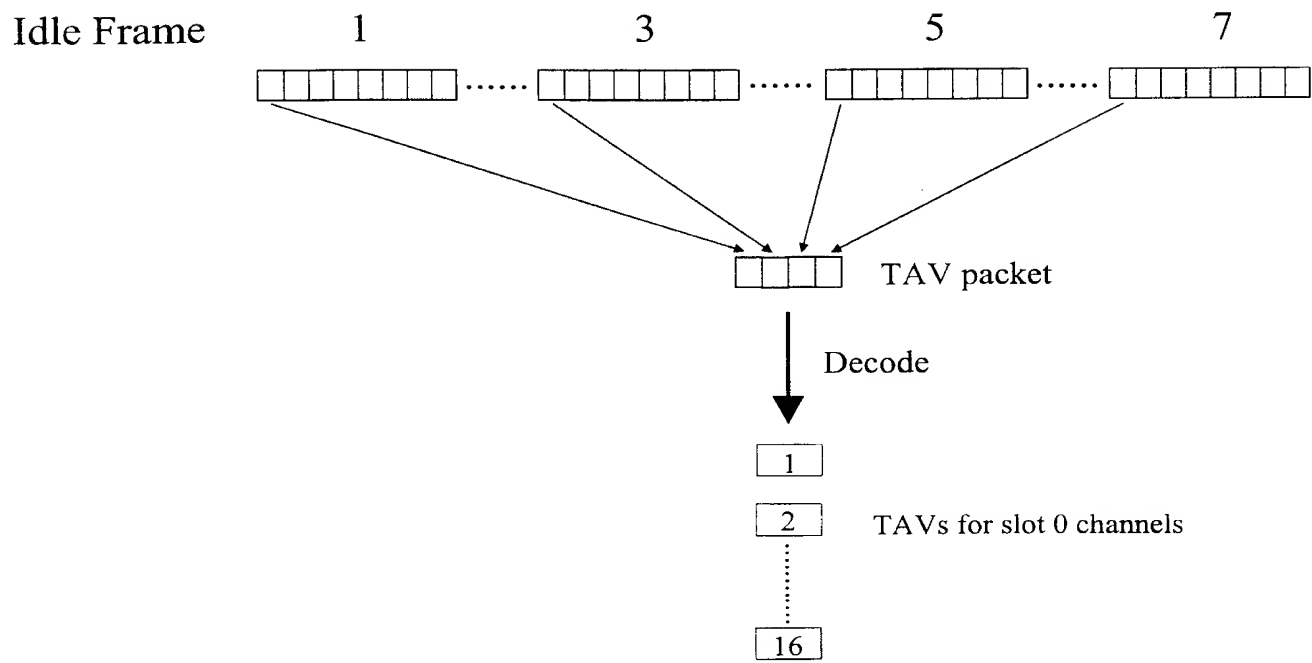 Idle Frame 1 3 5 7
TAV packet
Decode
1
2 TAVs for slot 0 channels
16